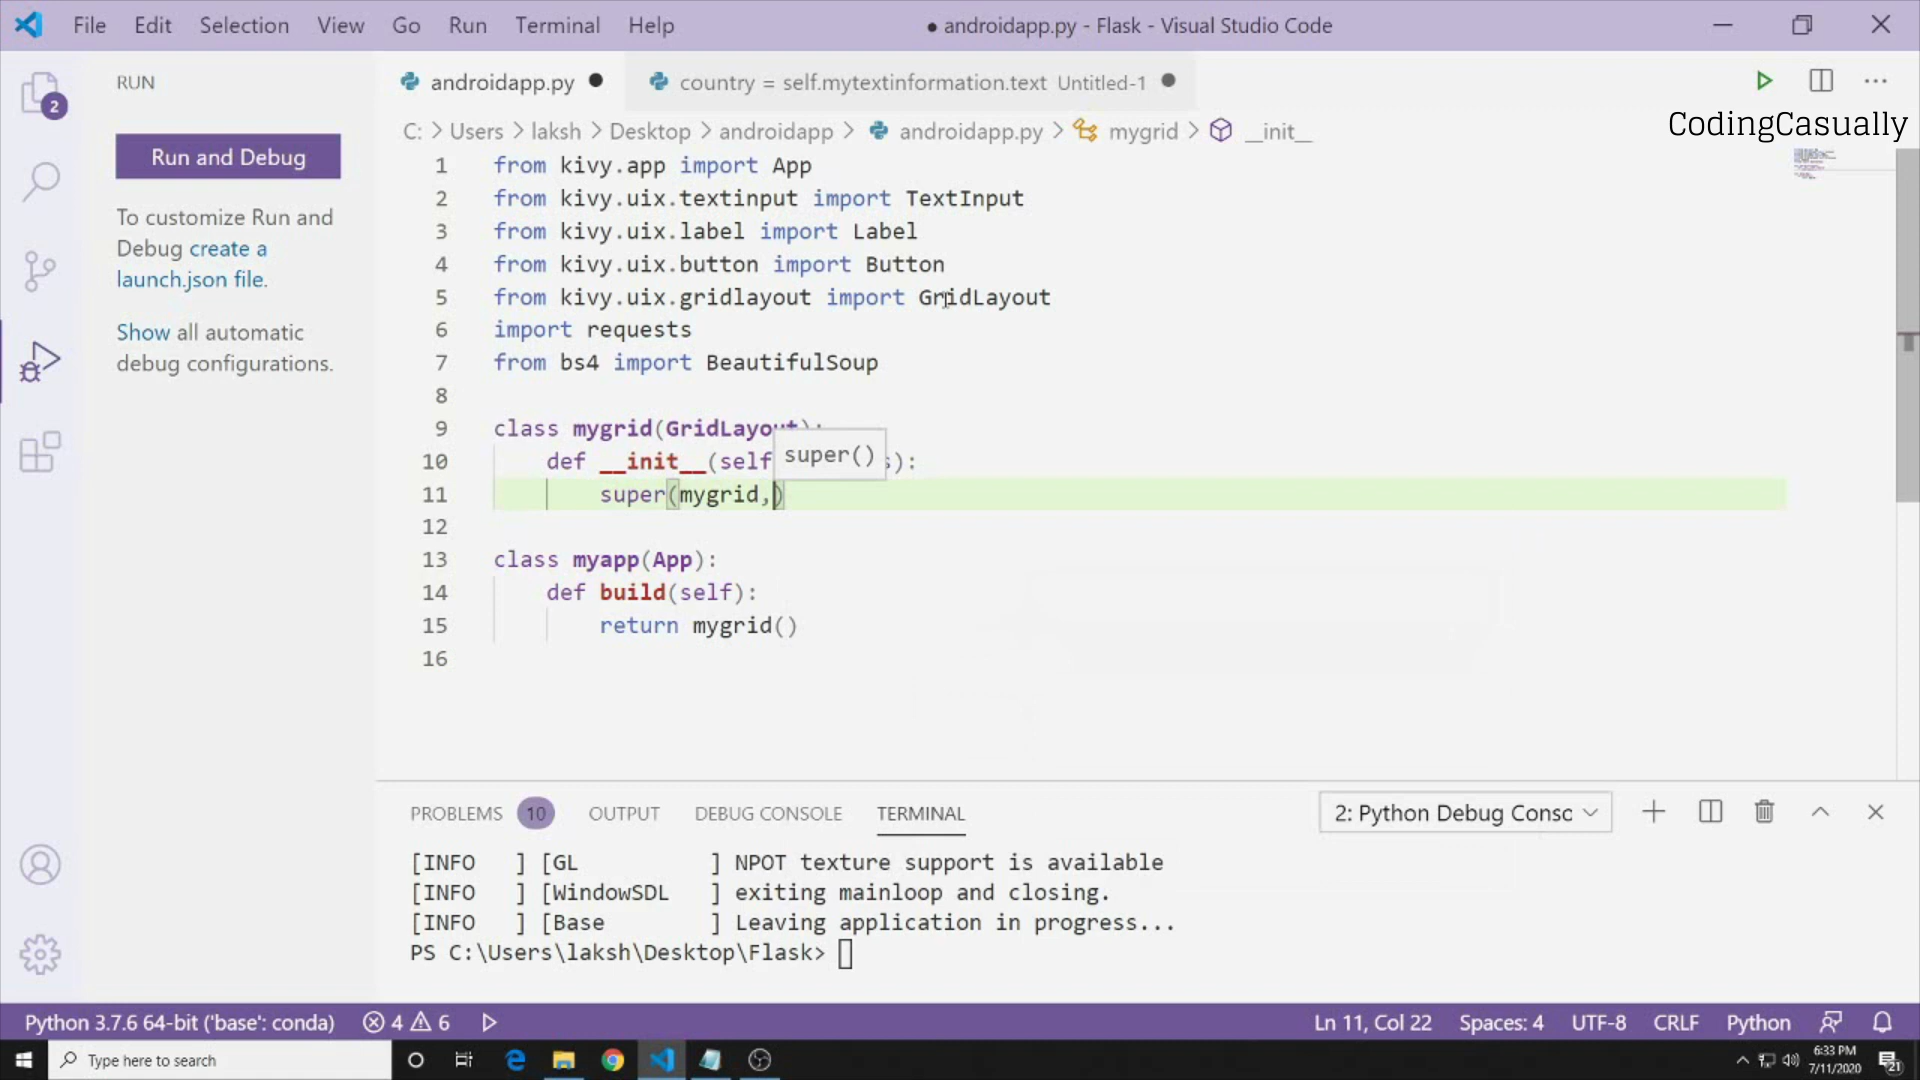 File Edit Selection View Go Run Terminal Help
● androidapp.py - Flask - Visual Studio Code
RUN
androidapp.py ●
country = self.mytextinformation.text Untitled-1 ●
CodingCasually
C: > Users > laksh > Desktop > androidapp > androidapp.py > mygrid > __init__
2
Run and Debug
To customize Run and
Debug create a
launch.json file.
Show all automatic
debug configurations.
1 from kivy.app import App
2 from kivy.uix.textinput import TextInput
3 from kivy.uix.label import Label
4 from kivy.uix.button import Button
5 from kivy.uix.gridlayout import GridLayout
6 import requests
7 from bs4 import BeautifulSoup
8
9 class mygrid(GridLayout):
super()
10 def __init__(self s):
11 super(mygrid,)
12
13 class myapp(App):
14 def build(self):
15 return mygrid()
16
PROBLEMS 10 OUTPUT DEBUG CONSOLE TERMINAL
2: Python Debug Consc
[INFO ] [GL ] NPOT texture support is available
[INFO ] [WindowSDL ] exiting mainloop and closing.
[INFO ] [Base ] Leaving application in progress...
PS C:\Users\laksh\Desktop\Flask>
Python 3.7.6 64-bit ('base': conda) 4 6
Ln 11, Col 22 Spaces: 4 UTF-8 CRLF Python
Type here to search
6:33 PM
7/11/2020
21